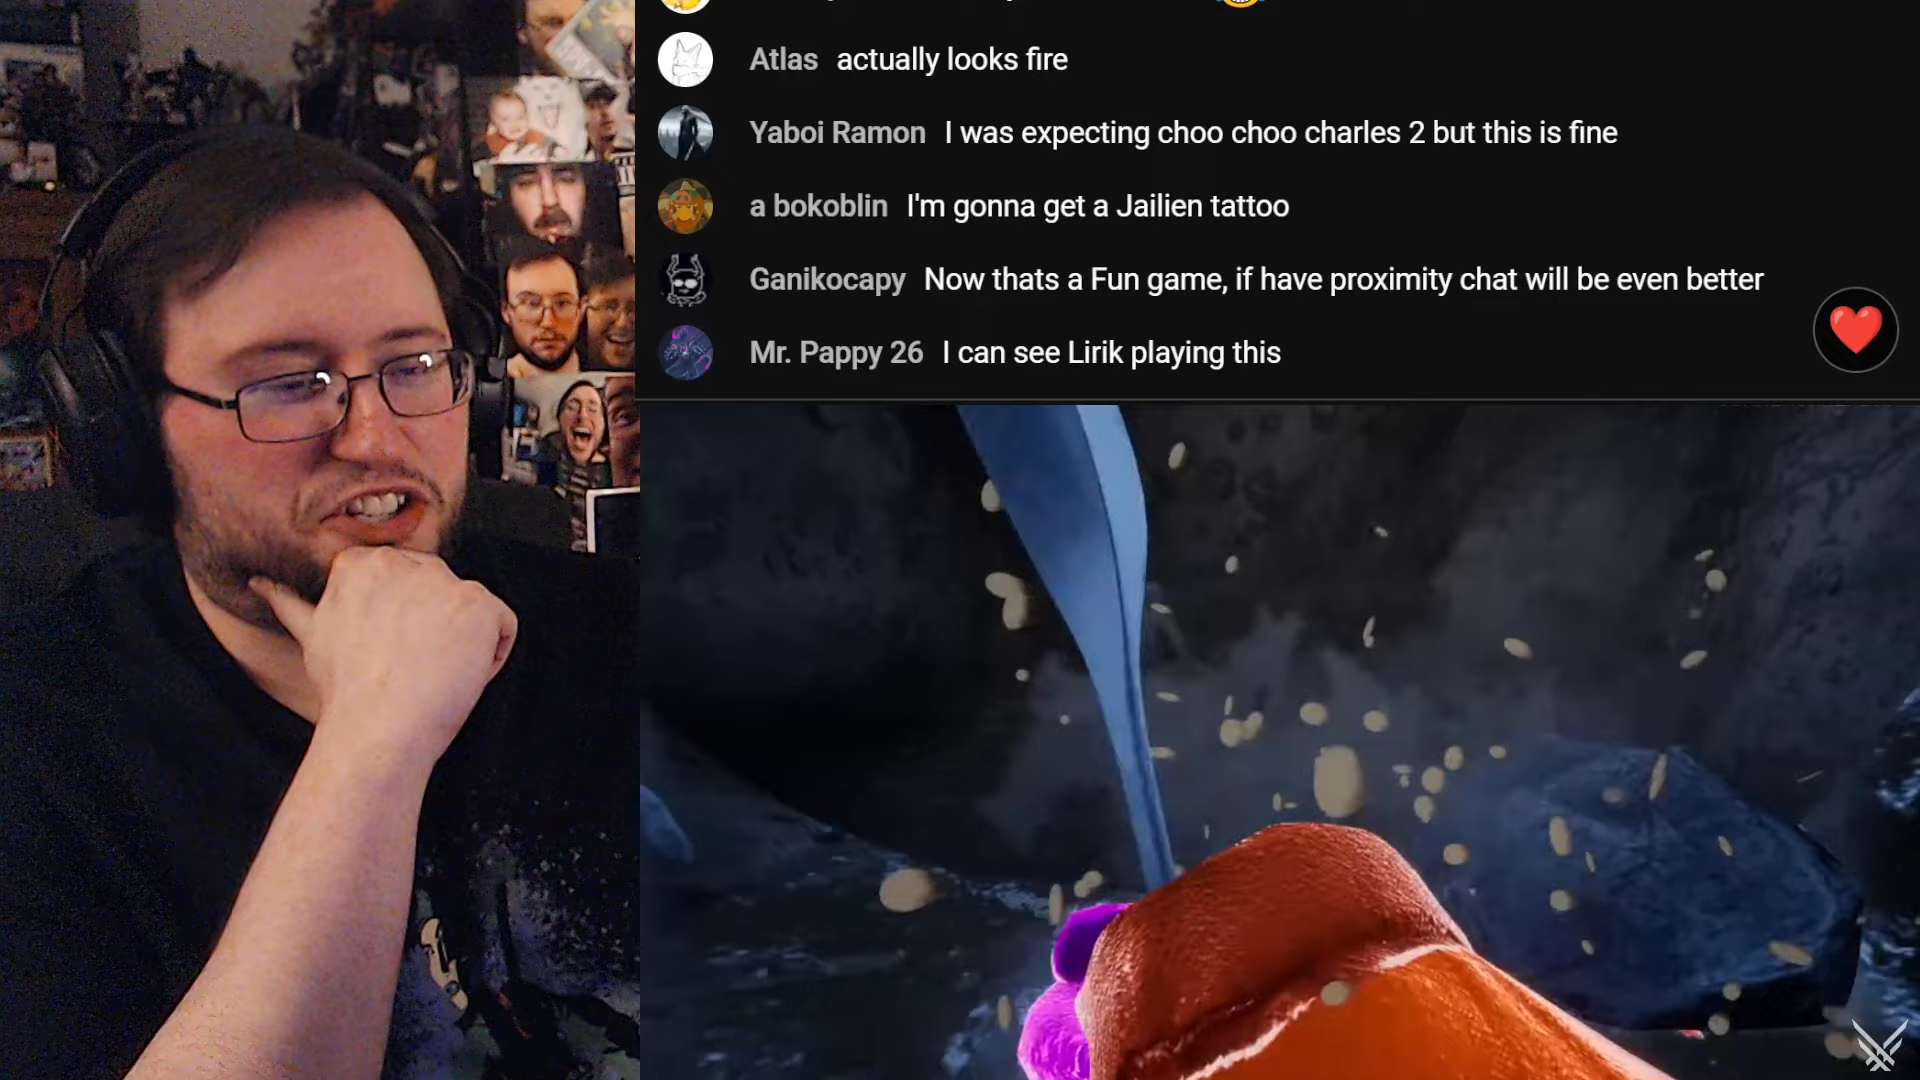 Atlas actually looks fire
Yaboi Ramon I was expecting choo choo charles 2 but this is fine
a bokoblin I'm gonna get a Jailien tattoo
Ganikocapy Now thats a Fun game, if have proximity chat will be even better
Mr. Pappy 26 I can see Lirik playing this